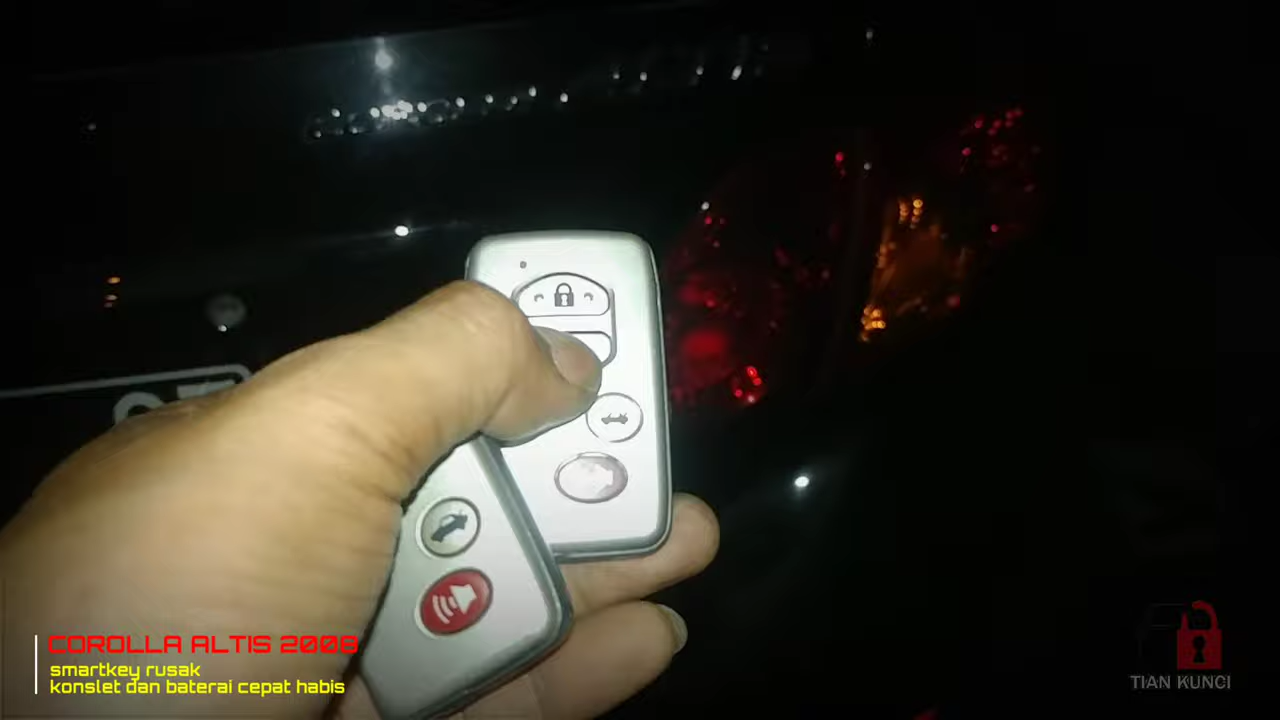 COROLLA ALTIS 2008
smartkey rusak
konslet dan baterai cepat habis
TIAN KUNCI